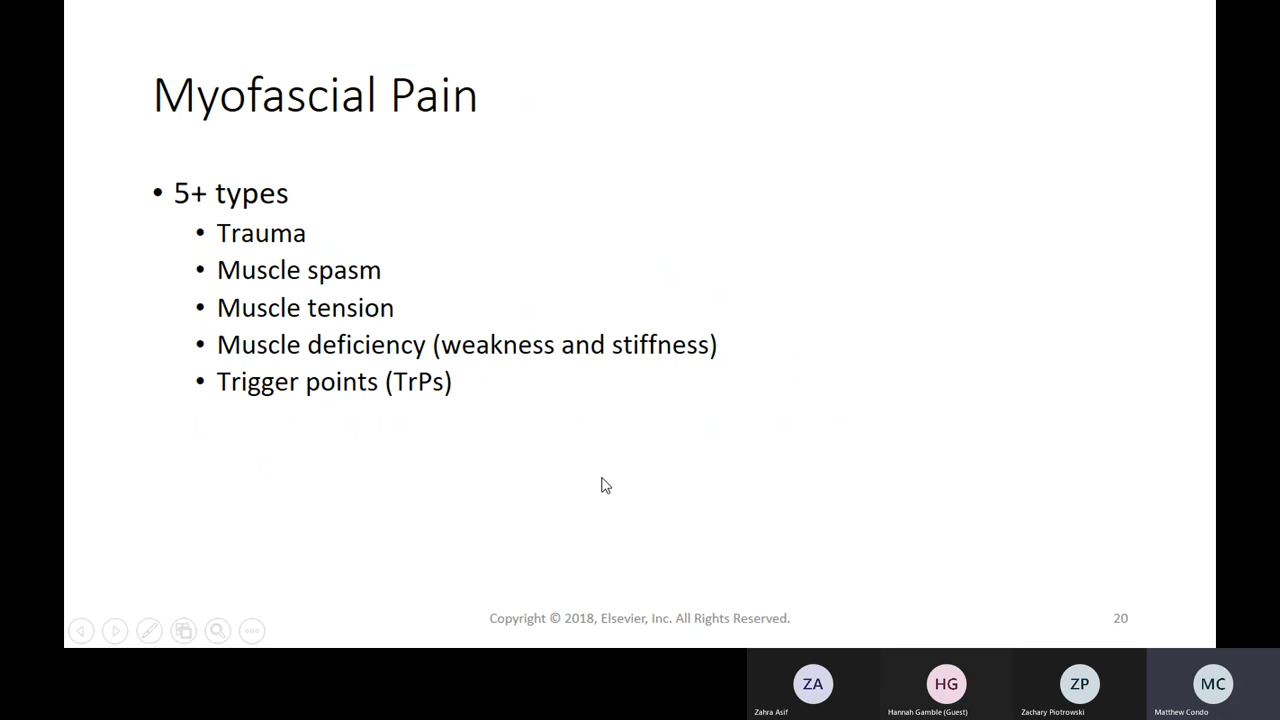 Myofascial Pain
• 5+ types
• Trauma
• Muscle spasm
• Muscle tension
• Muscle deficiency (weakness and stiffness)
• Trigger points (TrPs)
Copyright © 2018, Elsevier, Inc. All Rights Reserved.
20
ZA
HG
ZP
MC
Zahra Asif
Hannah Gamble (Guest)
Zachary Piotrowski
Matthew Condo